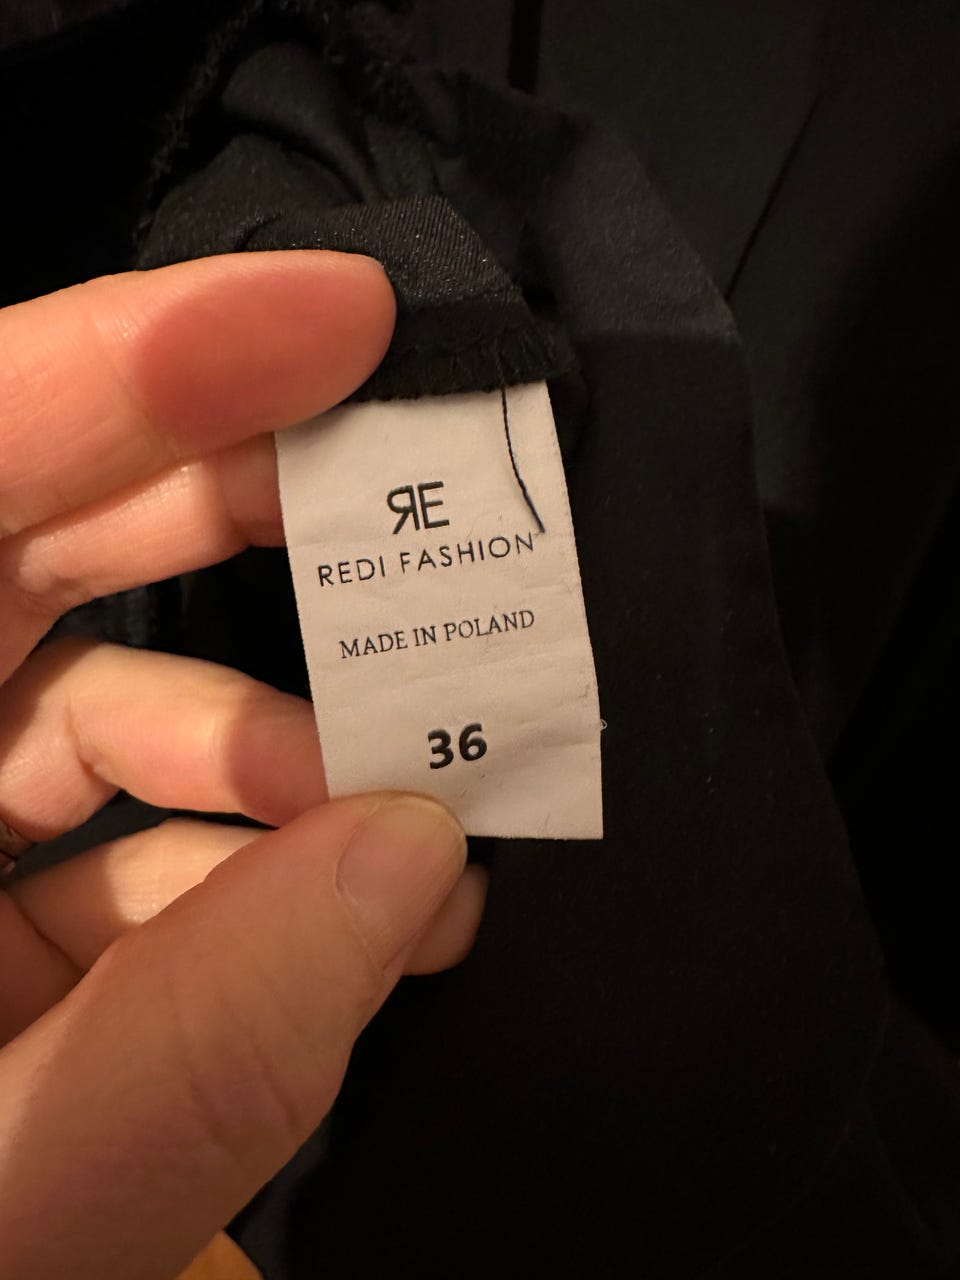 ЯE
REDI FASHION
MADE IN POLAND
36